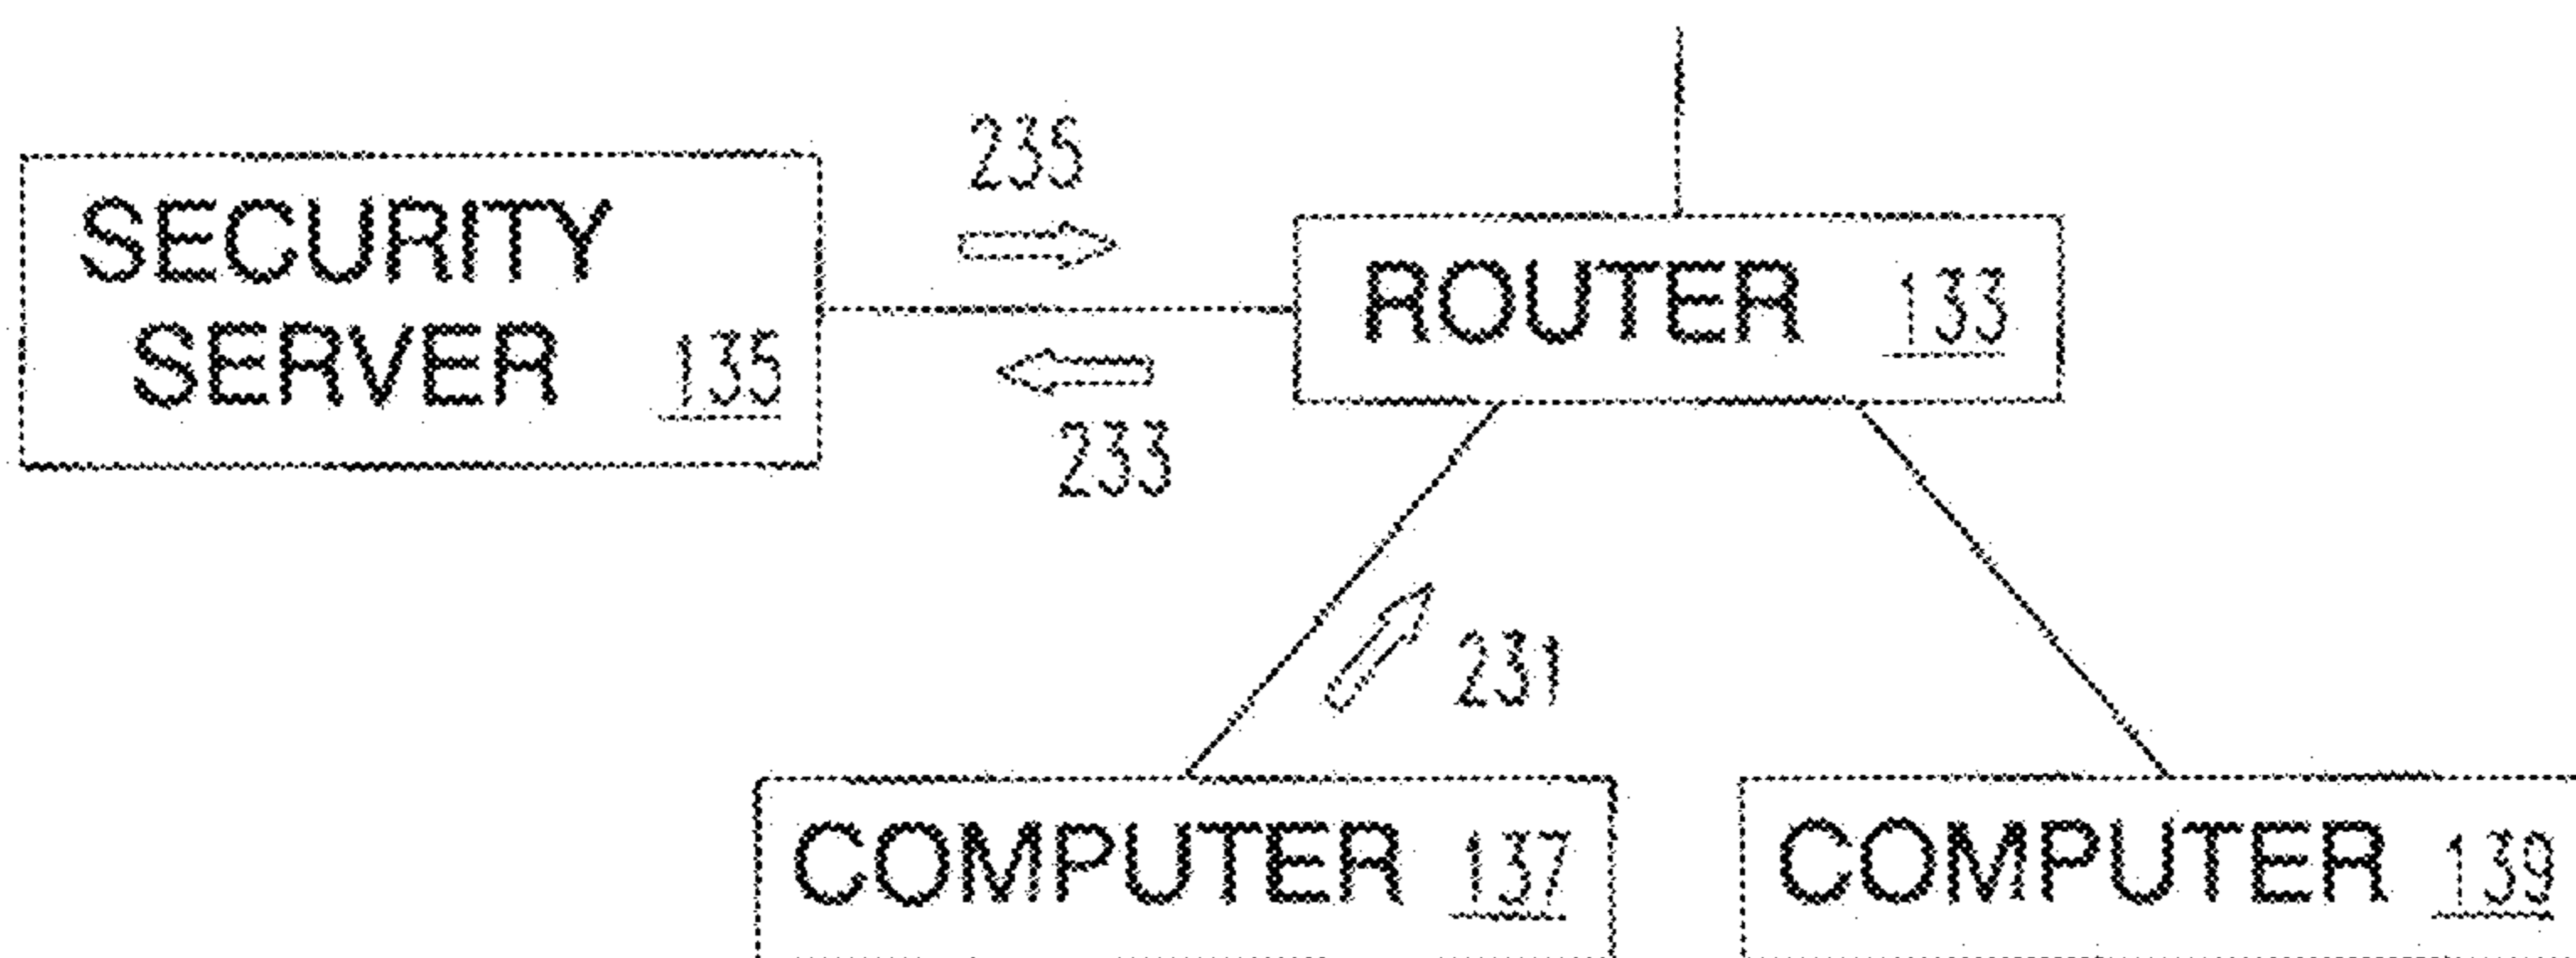 235
SECURITY
SERVER 135
ROUTER 133
233
231
COMPUTER 137
COMPUTER 139